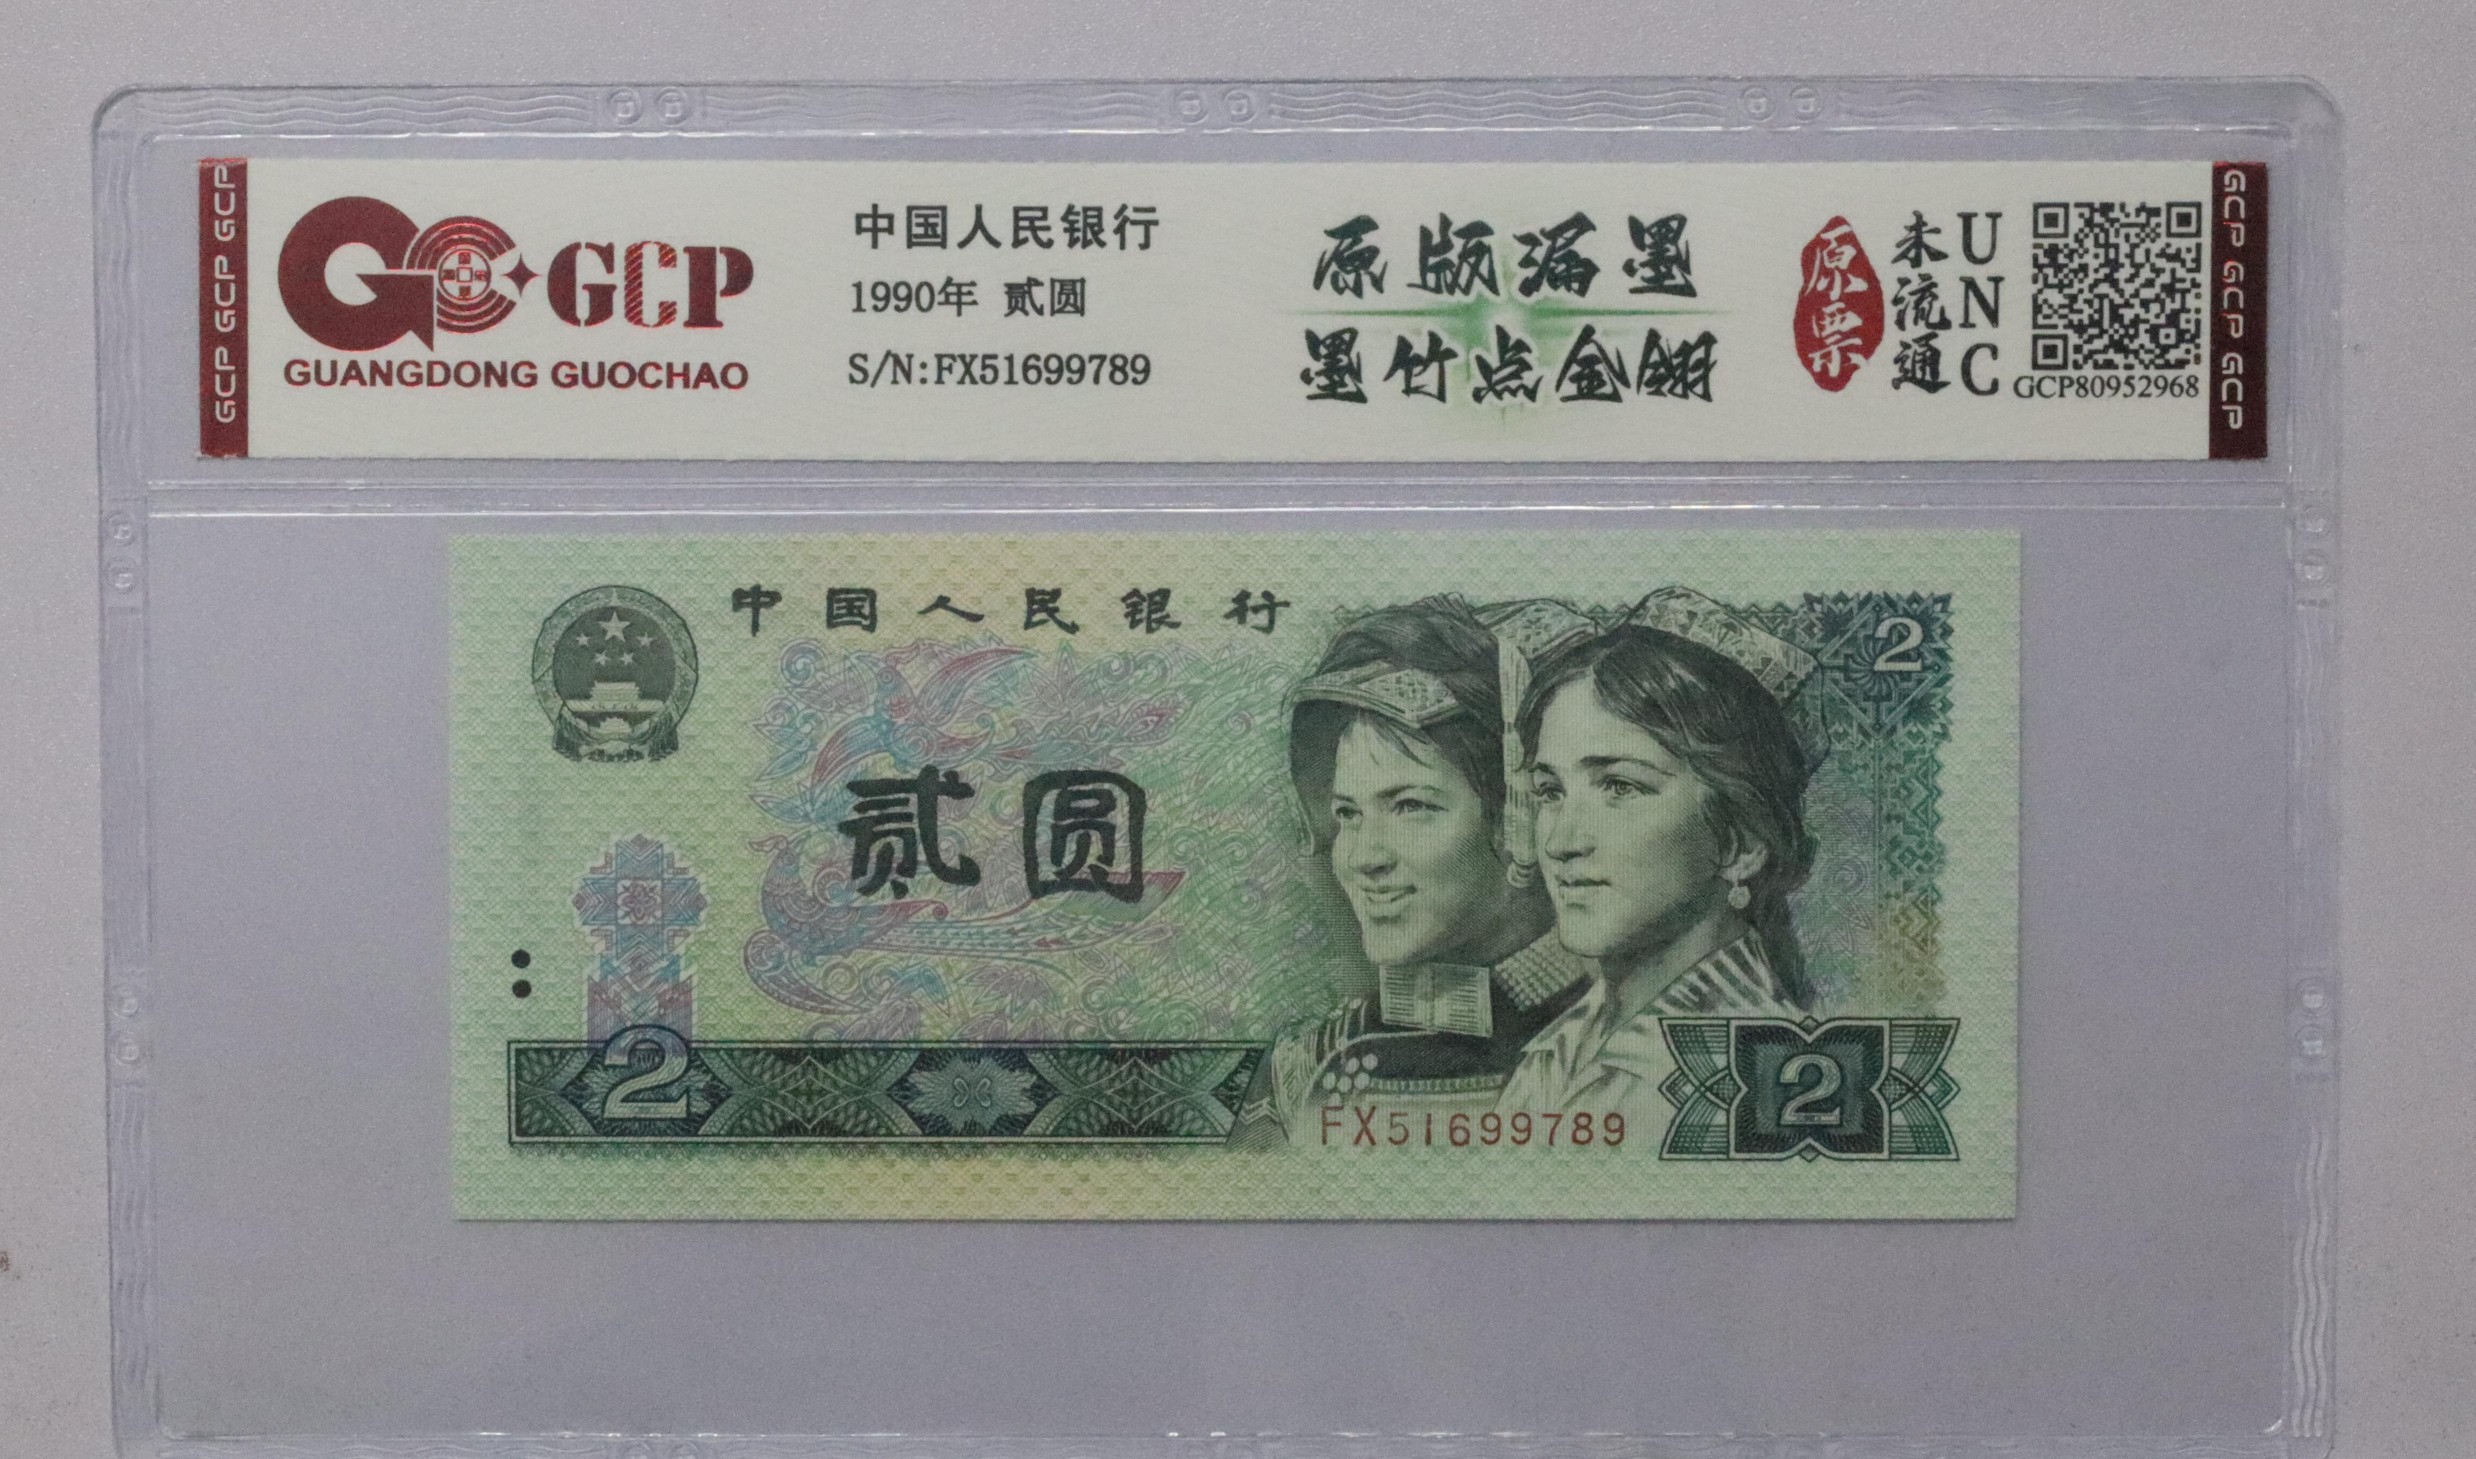 GCP GCP GCP
GCP
GUANGDONG GUOCHAO
中国人民银行
1990年 贰圆
S/N:FX51699789
原版漏墨
墨竹点金翎
原票
未流通
UNC
GCP80952968
GCP GCP GCP
中国人民银行
2
贰圆
2
FX51699789
2